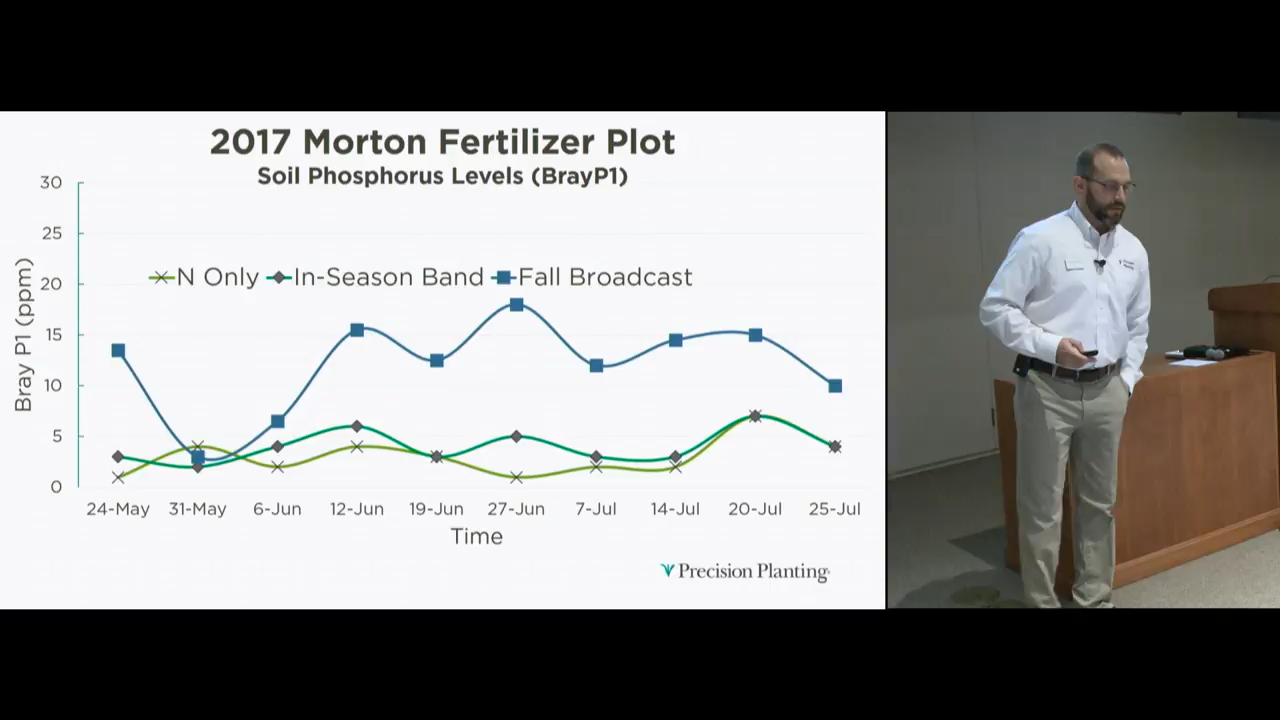 2017 Morton Fertilizer Plot
Soil Phosphorus Levels (BrayP1)
30
25
20
15
10
5
0
Bray P1 (ppm)
N Only In-Season Band Fall Broadcast
24-May 31-May 6-Jun 12-Jun 19-Jun 27-Jun 7-Jul 14-Jul 20-Jul 25-Jul
Time
Precision Planting